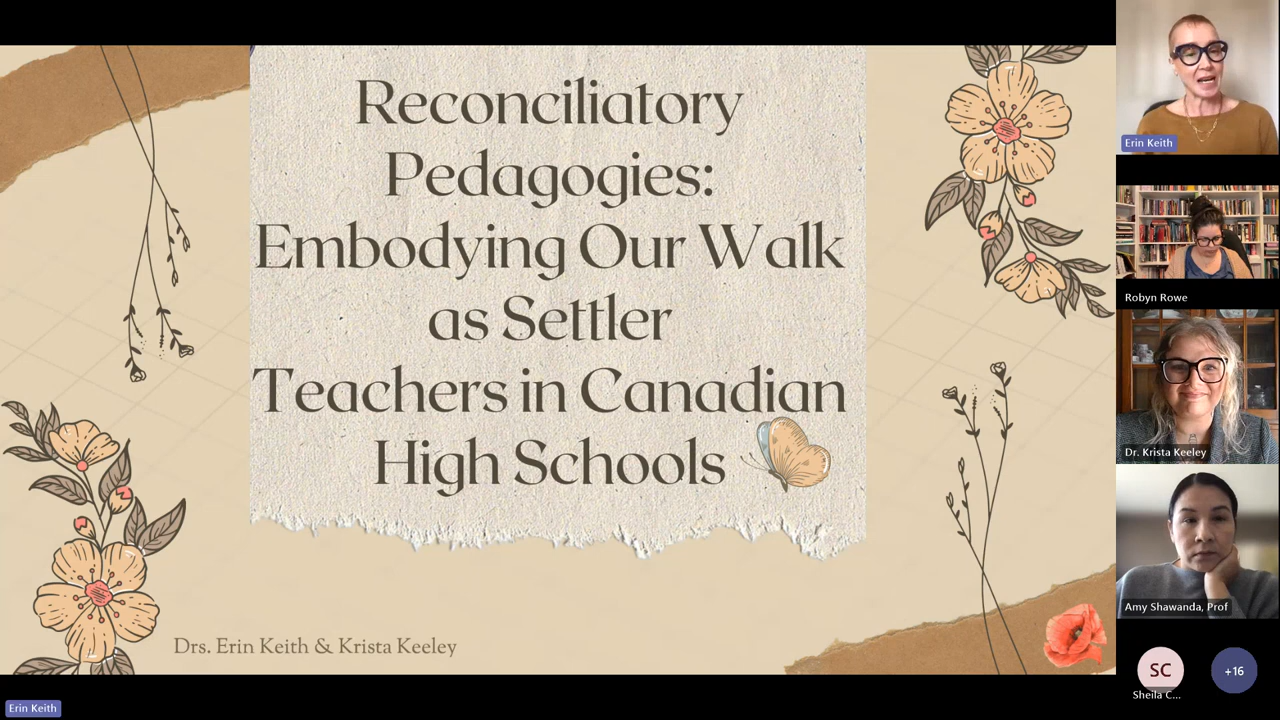 Reconciliatory
Pedagogies:
Embodying Our Walk
as Settler
Teachers in Canadian
High Schools
Drs. Erin Keith & Krista Keeley
Erin Keith
Erin Keith
Robyn Rowe
Dr. Krista Keeley
Amy Shawanda, Prof
SC
Sheila C...
+16